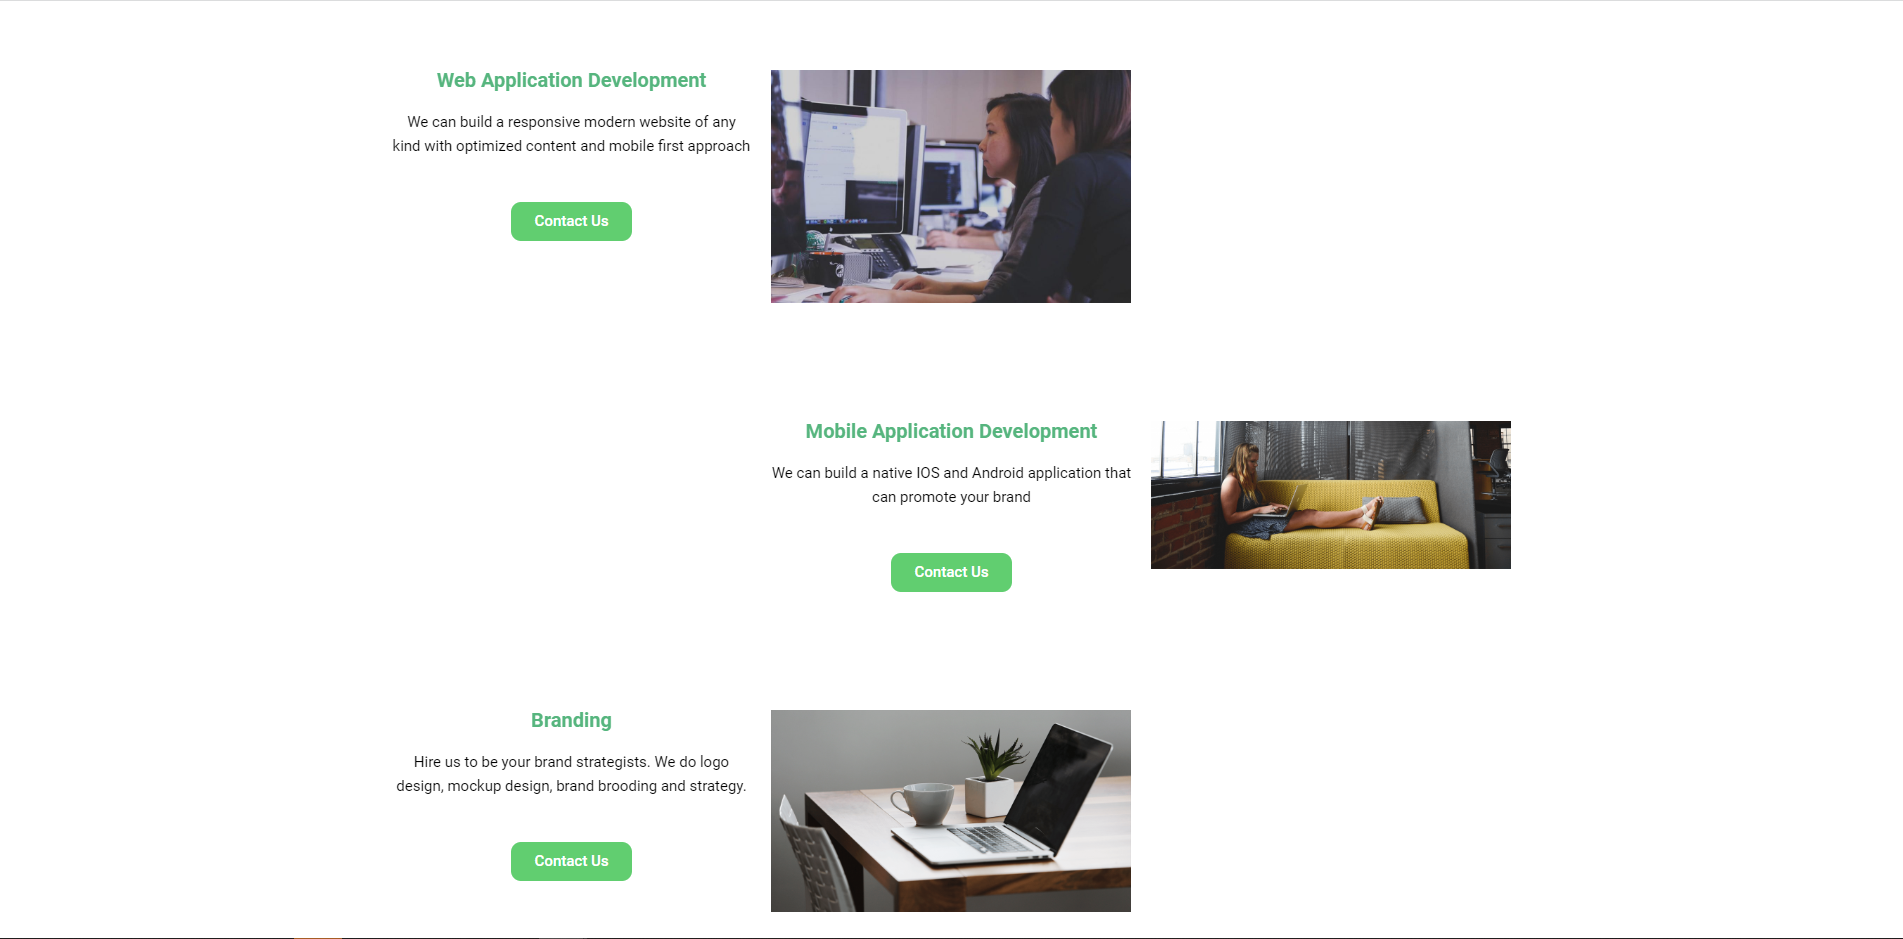 Web Application Development
We can build a responsive modern website of any
kind with optimized content and mobile first approach
Contact Us
Mobile Application Development
We can build a native IOS and Android application that
can promote your brand
Contact Us
Branding
Hire us to be your brand strategists. We do logo
design, mockup design, brand brooding and strategy.
Contact Us